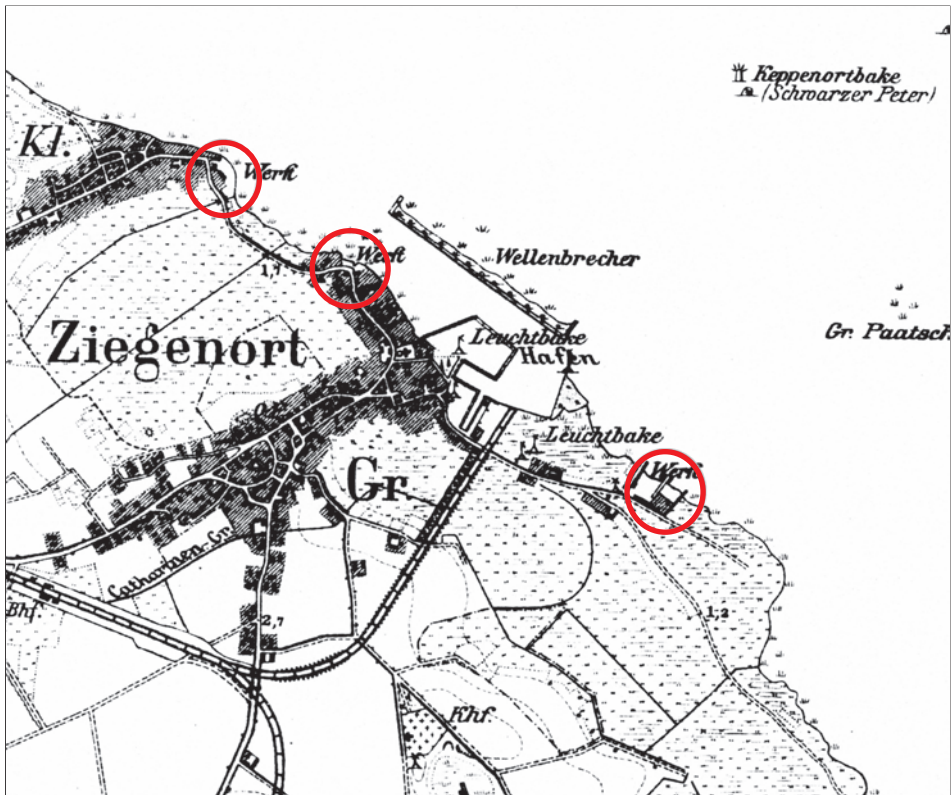 Keppenortbake
(Schwarzer Peter)
Kl.
Werft
Werft
Wellenbrecher
1,1
Gr. Paatsch.
Ziegenort
Leuchtbake
Hafen
Leuchtbake
Werft
Gr.
Catharinen-Gr.
Bhf.
2,7
1,2
Khf.